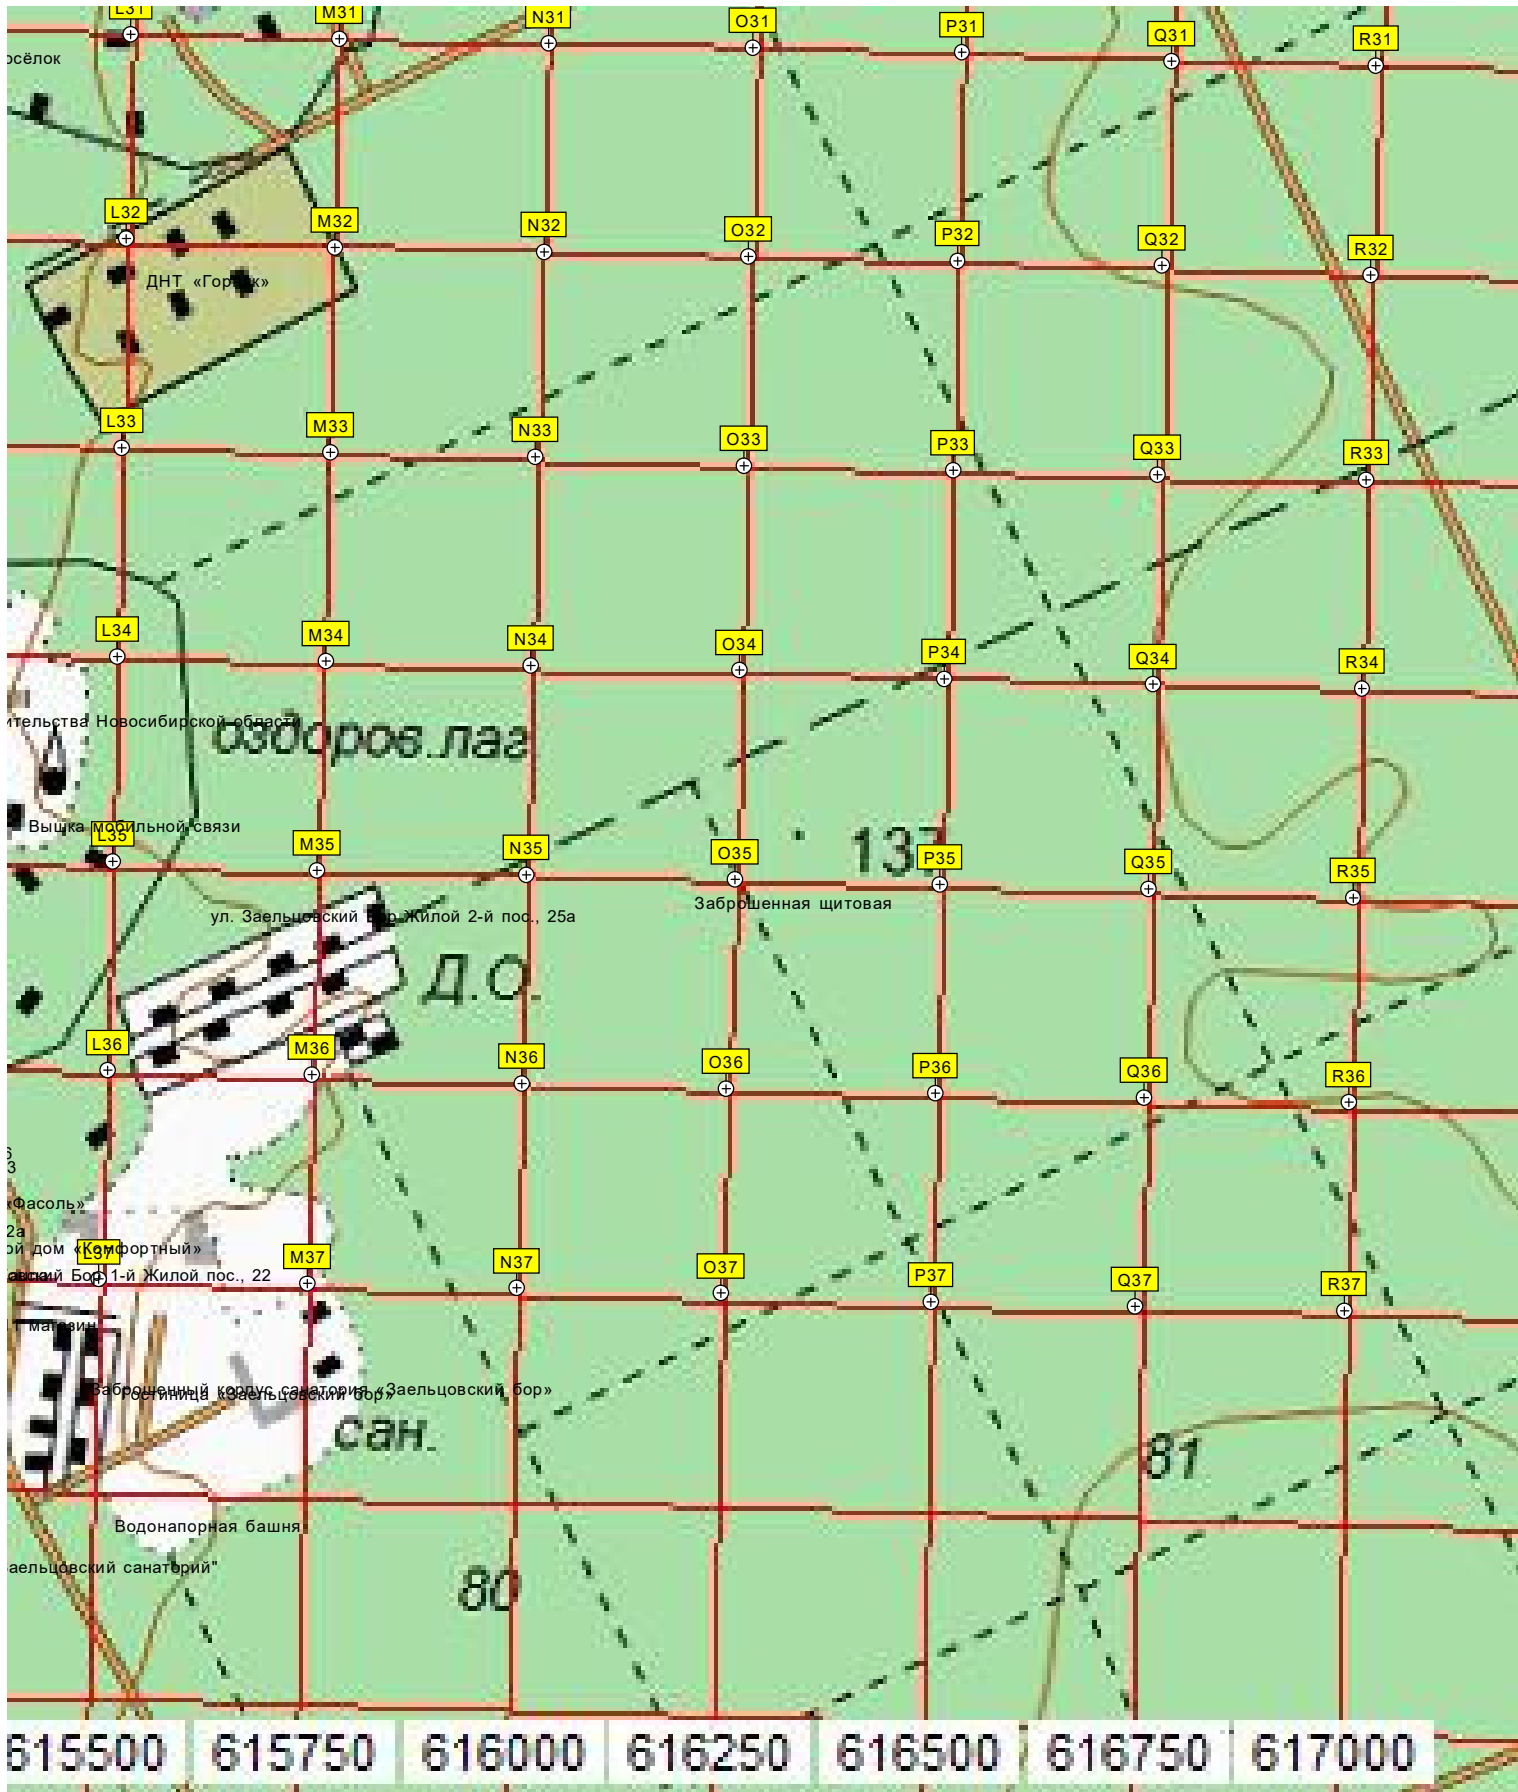 L31 M31 N31 O31 P31 Q31 R31
осёлок
L32 M32 N32 O32 P32 Q32 R32
ДНТ
L33 M33 N33 O33 P33 Q33 R33
L34 M34 N34 O34 P34 Q34 R34
ительства Новосибирской области
оздоров.лаг
Вышка мобильной связи
137
L35 M35 N35 O35 P35 Q35 R35
Заброшенная щитовая
ул. Заельцовский Бор Жилой 2-й пос., 25а
Д.О.
L36 M36 N36 O36 P36 Q36 R36
6
3
«Фасоль»
2а
ой дом «Комфортный»
L37 M37 N37 O37 P37 Q37 R37
Бор 1-й Жилой пос., 22
магазин
Заброшенный корпус санатория «Заельцовский бор»
Гостиница «Заельцовский бор»
сан.
81
Водонапорная башня
аельцовский санаторий"
80
615500 615750 616000 616250 616500 616750 617000